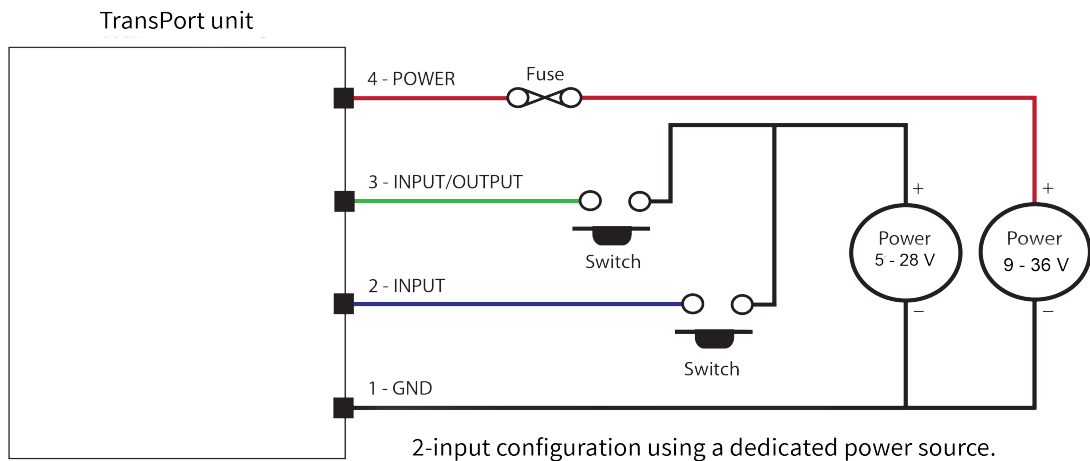 TransPort unit
4 - POWER
Fuse
3 - INPUT/OUTPUT
Switch
2 - INPUT
Switch
1 - GND
+
Power
5 - 28 V
–
+
Power
9 - 36 V
–
2-input configuration using a dedicated power source.